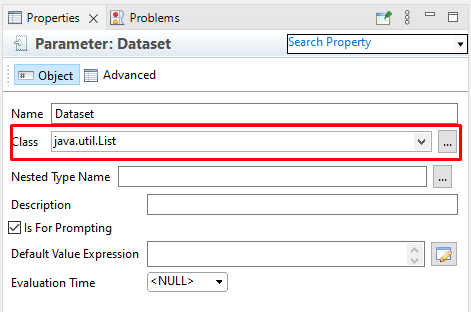 Properties Problems
Parameter: Dataset
Search Property
Object Advanced
Name Dataset
Class java.util.List ...
Nested Type Name ...
Description
Is For Prompting
Default Value Expression
Evaluation Time <NULL>